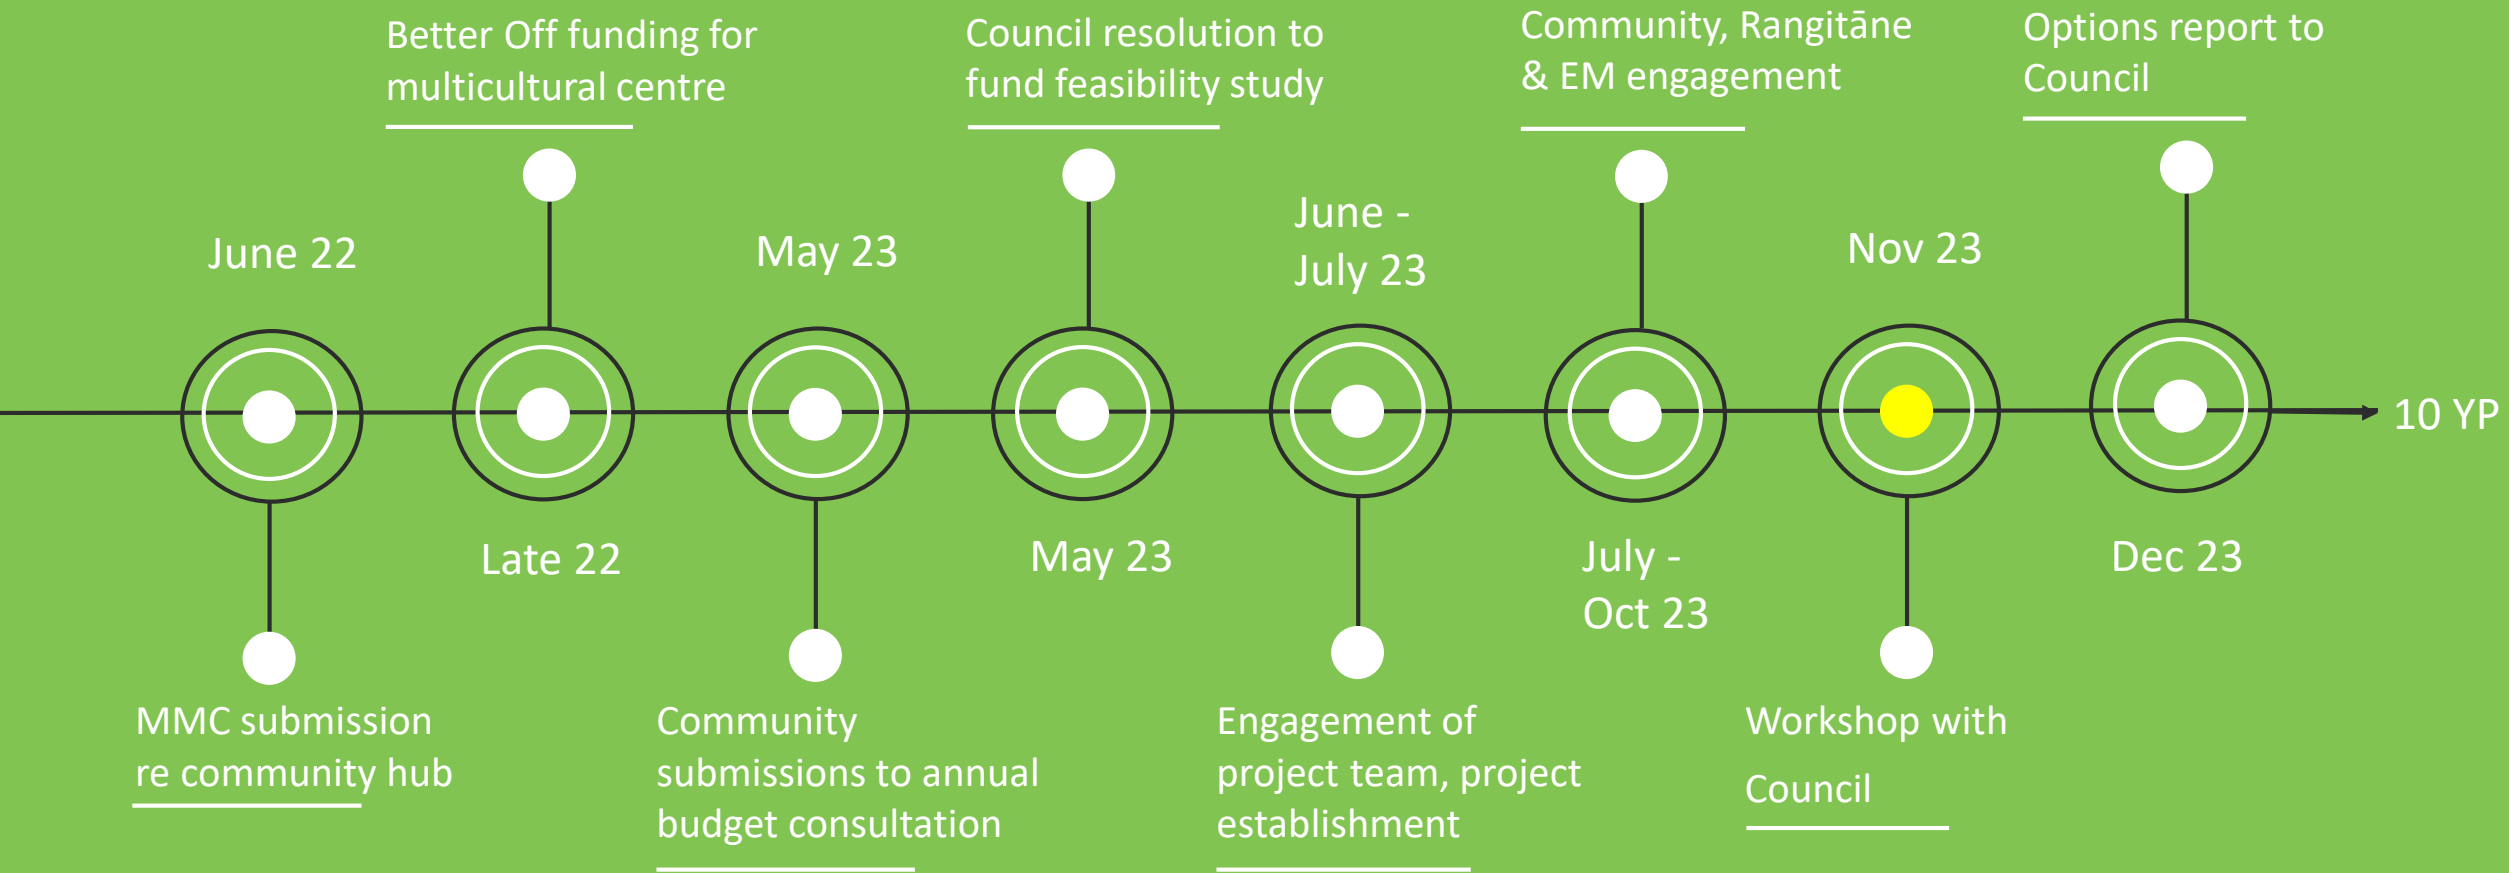 Better Off funding for
multicultural centre
Council resolution to
fund feasibility study
Community, Rangitāne
& EM engagement
Options report to
Council
June 22
May 23
June -
July 23
Nov 23
10 YP
Late 22
May 23
July -
Oct 23
Dec 23
MMC submission
re community hub
Community
submissions to annual
budget consultation
Engagement of
project team, project
establishment
Workshop with
Council